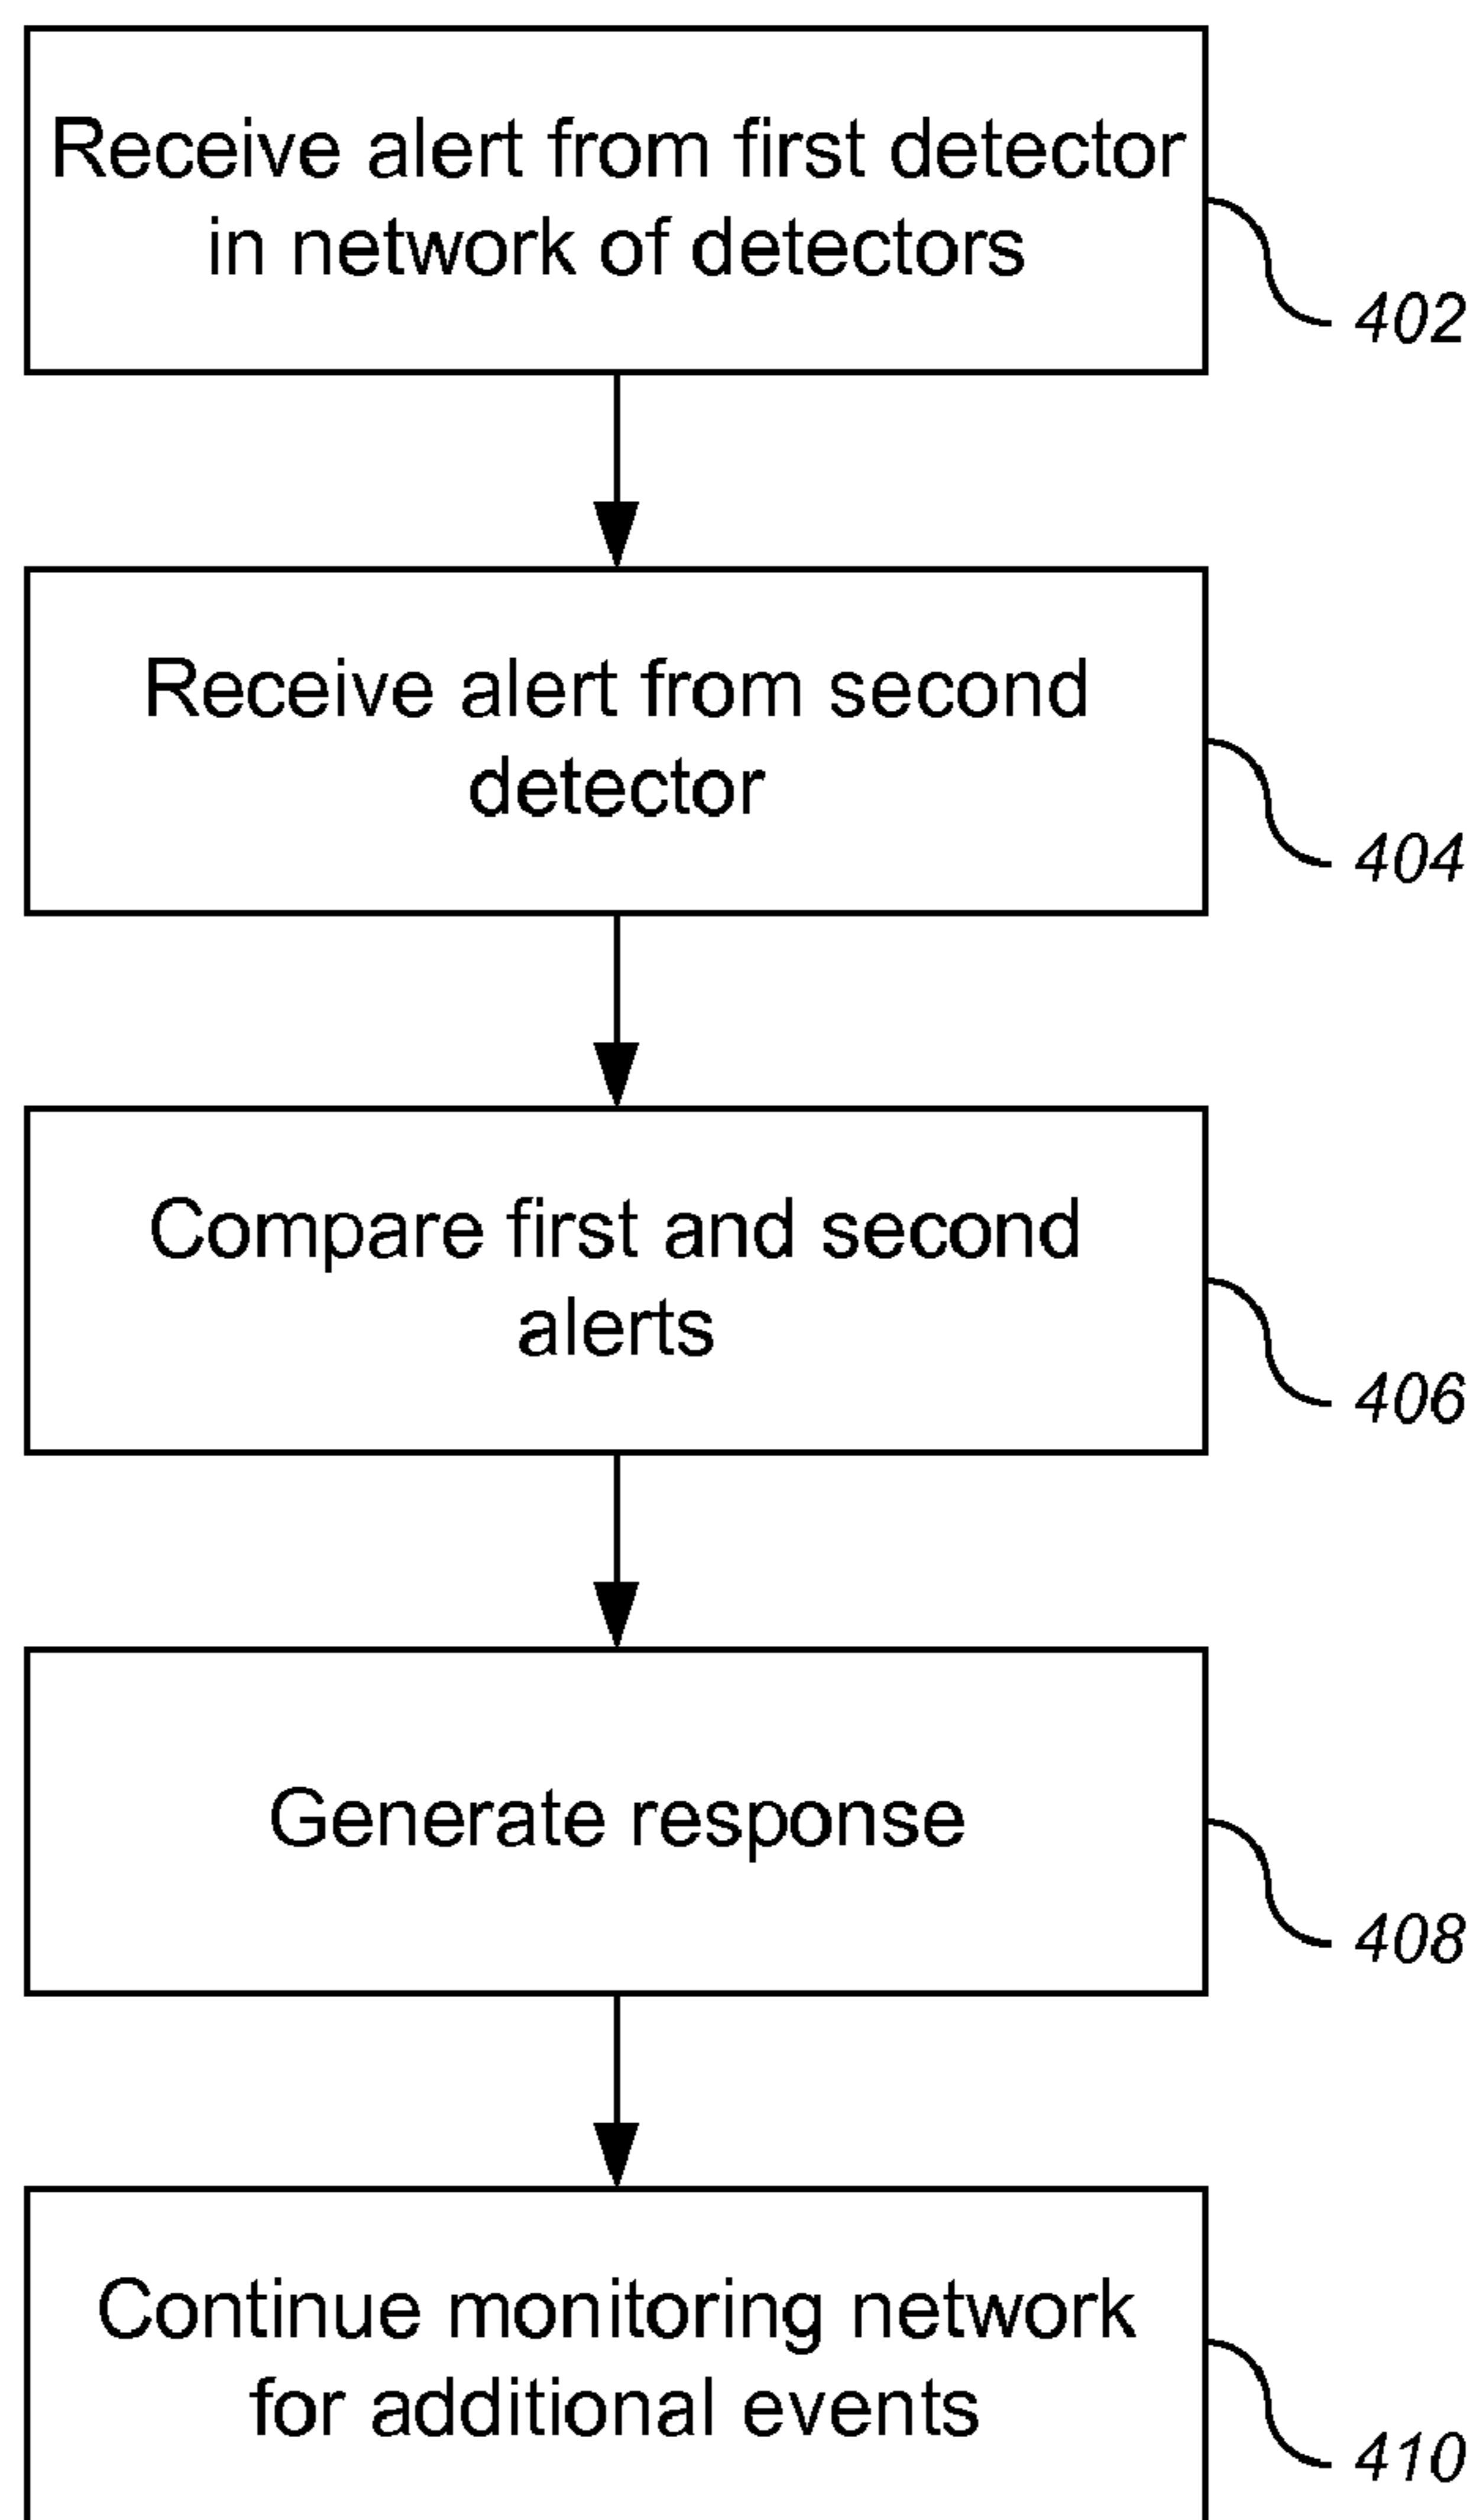 Receive alert from first detector
in network of detectors
402
Receive alert from second
detector
404
Compare first and second
alerts
406
Generate response
408
Continue monitoring network
for additional events
410